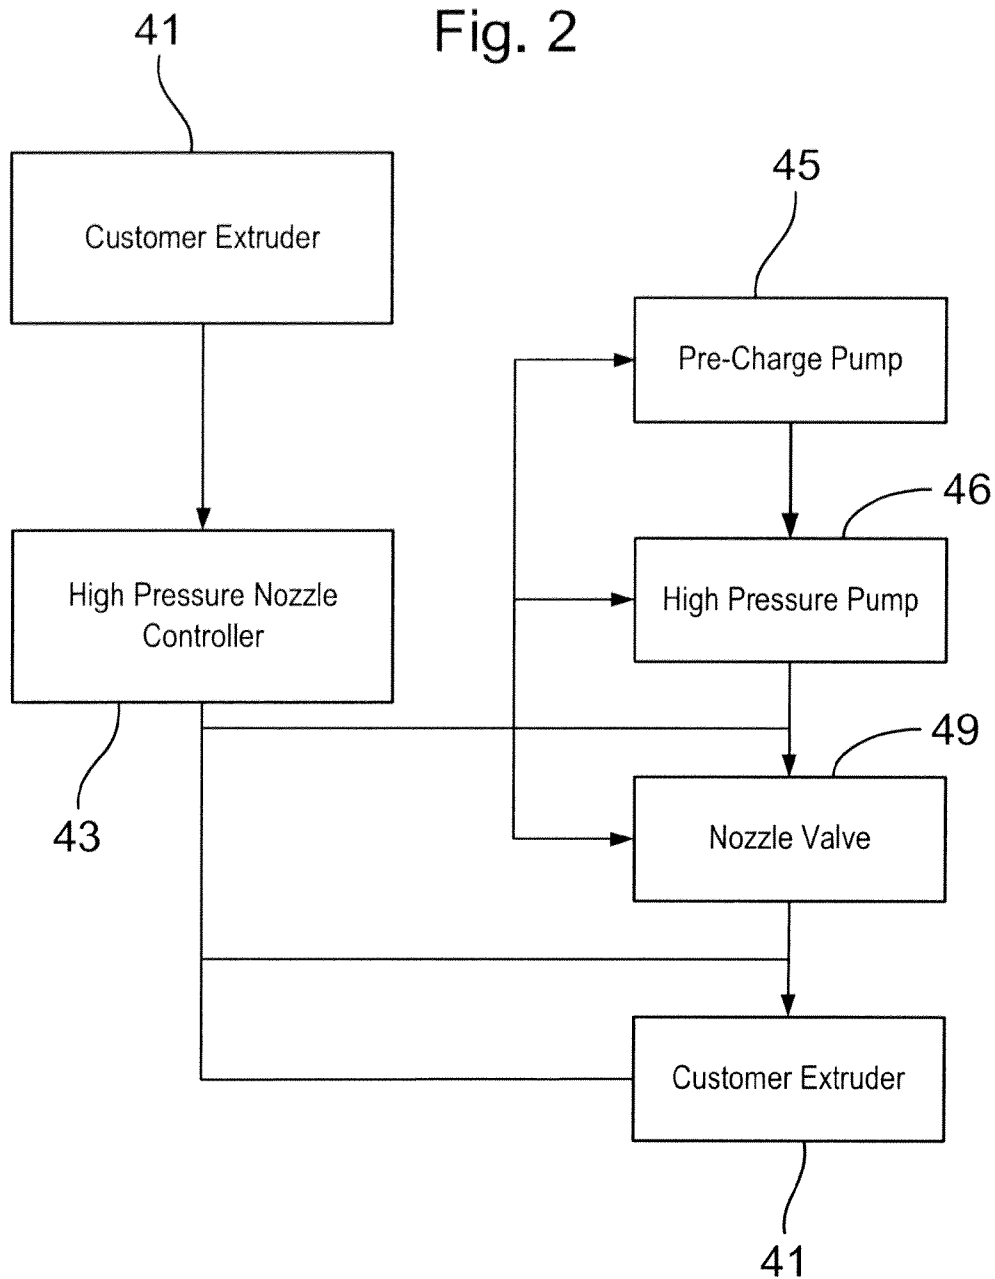 Fig. 2
41
Customer Extruder
45
Pre-Charge Pump
46
High Pressure Nozzle
Controller
High Pressure Pump
43
49
Nozzle Valve
Customer Extruder
41